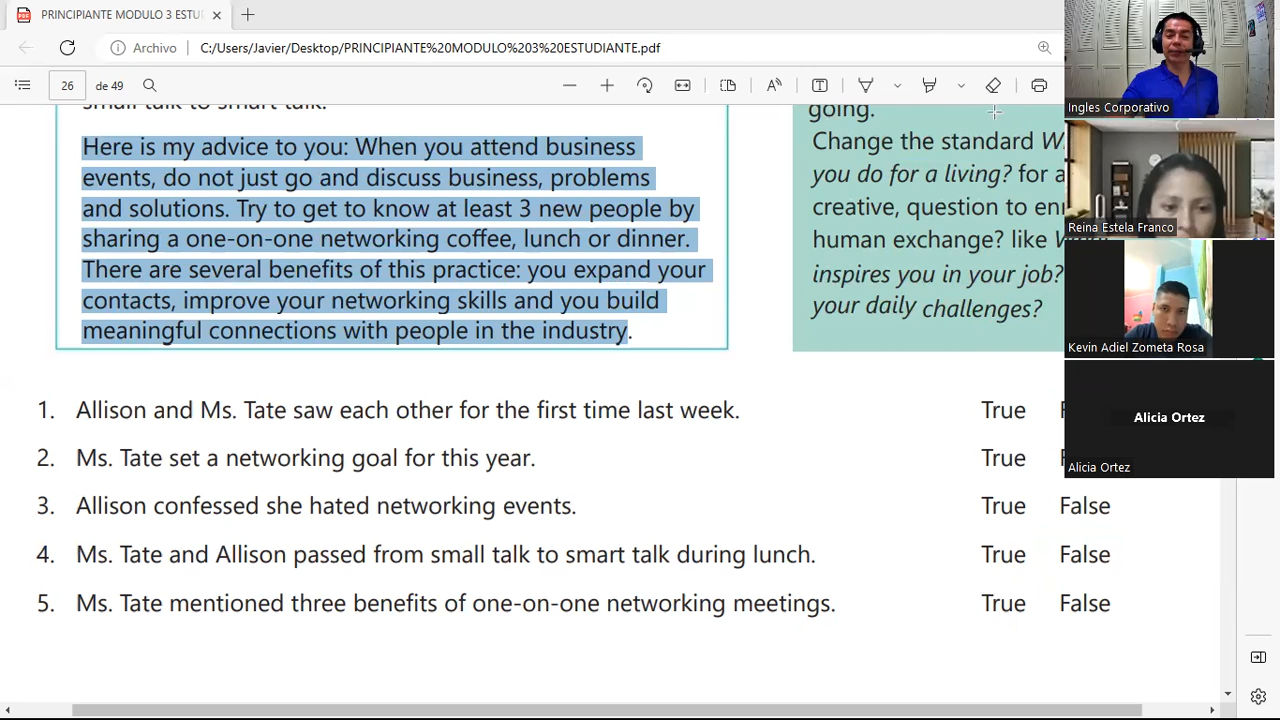 PRINCIPIANTE MODULO 3 ESTU
Archivo C:/Users/Javier/Desktop/PRINCIPIANTE%20MODULO%203%20ESTUDIANTE.pdf
26 de 49
small talk to smart talk.
Here is my advice to you: When you attend business
events, do not just go and discuss business, problems
and solutions. Try to get to know at least 3 new people by
sharing a one-on-one networking coffee, lunch or dinner.
There are several benefits of this practice: you expand your
contacts, improve your networking skills and you build
meaningful connections with people in the industry.
going.
Change the standard
you do for a living? for a
creative, question to
human exchange? like
inspires you in your job?
your daily challenges?
1. Allison and Ms. Tate saw each other for the first time last week. True
2. Ms. Tate set a networking goal for this year. True
3. Allison confessed she hated networking events. True False
4. Ms. Tate and Allison passed from small talk to smart talk during lunch. True False
5. Ms. Tate mentioned three benefits of one-on-one networking meetings. True False
Ingles Corporativo
Reina Estela Franco
Kevin Adiel Zometa Rosa
Alicia Ortez
Alicia Ortez